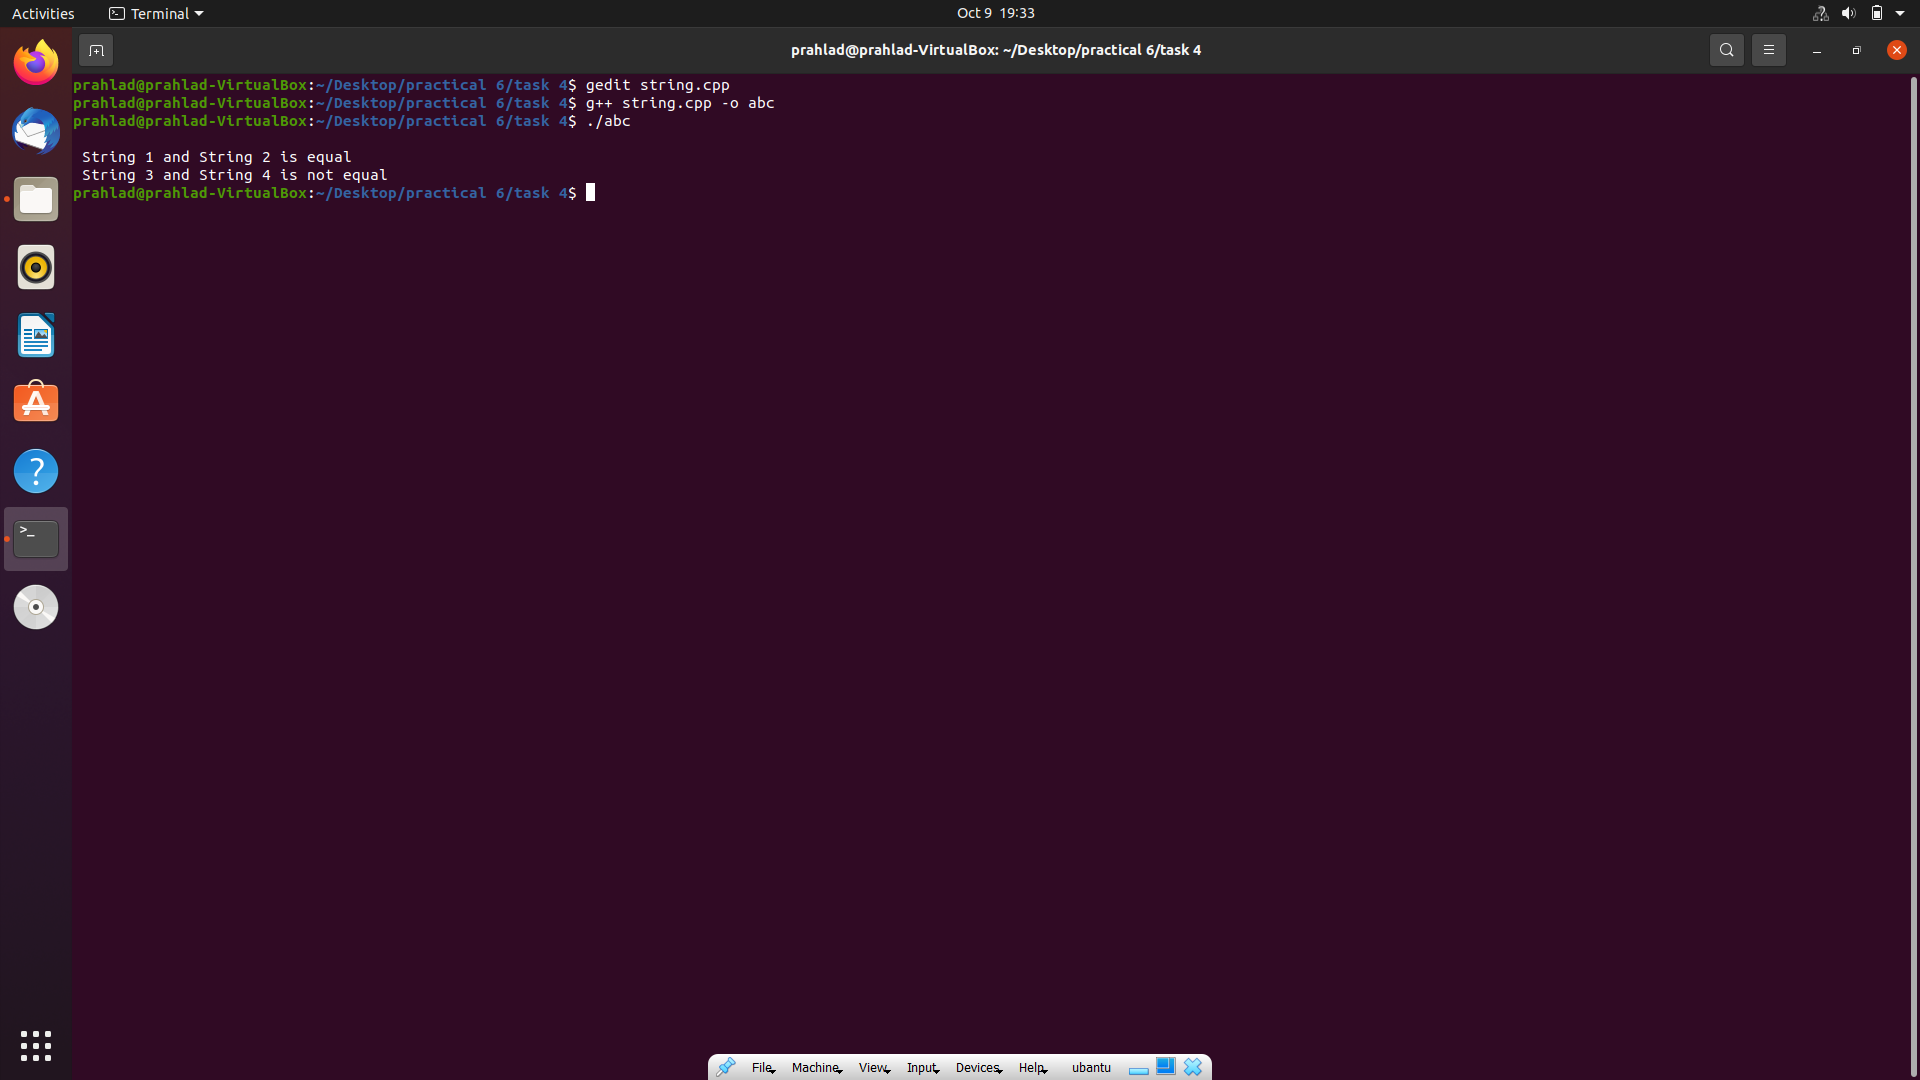 Activities Terminal Oct 9 19:33
prahlad@prahlad-VirtualBox: ~/Desktop/practical 6/task 4
prahlad@prahlad-VirtualBox:~/Desktop/practical 6/task 4$ gedit string.cpp
prahlad@prahlad-VirtualBox:~/Desktop/practical 6/task 4$ g++ string.cpp -o abc
prahlad@prahlad-VirtualBox:~/Desktop/practical 6/task 4$ ./abc
String 1 and String 2 is equal
String 3 and String 4 is not equal
prahlad@prahlad-VirtualBox:~/Desktop/practical 6/task 4$
File Machine View Input Devices Help ubantu